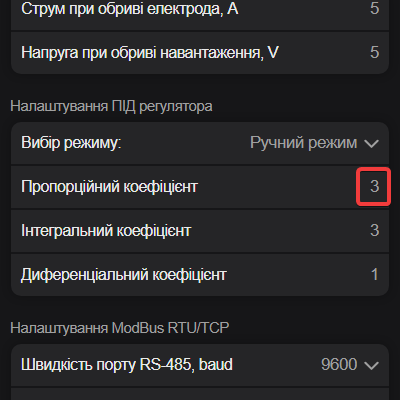 Струм при обриві електрода, А 5
Напруга при обриві навантаження, V 5
Налаштування ПІД регулятора
Вибір режиму: Ручний режим
Пропорційний коефіцієнт 3
Інтегральний коефіцієнт 3
Диференціальний коефіцієнт 1
Налаштування ModBus RTU/TCP
Швидкість порту RS-485, baud 9600